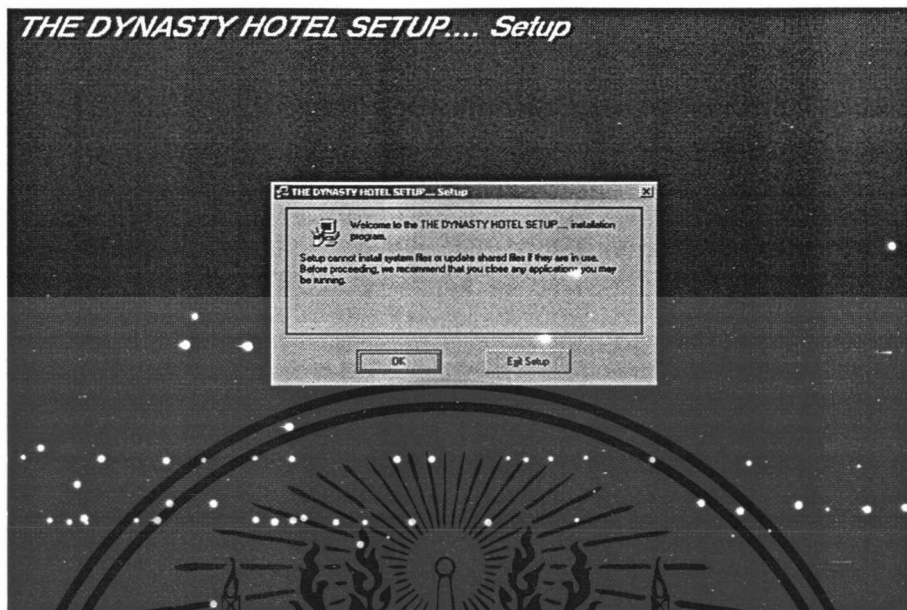 THE DYNASTY HOTEL SETUP.... Setup
THE DYNASTY HOTEL SETUP.... Setup
Welcome to the THE DYNASTY HOTEL SETUP.... installation
program.
Setup cannot install system files or update shared files if they are in use.
Before proceeding, we recommend that you close any applications you may
be running.
OK
Exit Setup